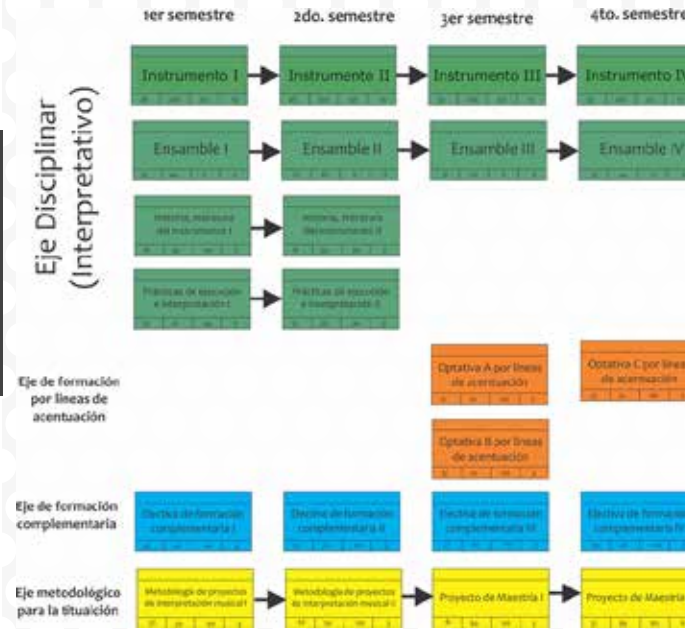 1er semestre
2do. semestre
3er semestre
4to. semestre
Eje Disciplinar
(Interpretativo)
Instrumento I
Instrumento II
Instrumento III
Instrumento IV
Ensamble I
Ensamble II
Ensamble III
Ensamble IV
Historia, literatura
del instrumento I
Historia, literatura
del instrumento II
Prácticas de ejecución
e interpretación I
Prácticas de ejecución
e interpretación II
Eje de formación
por líneas de
acentuación
Optativa A por líneas
de acentuación
Optativa C por líneas
de acentuación
Optativa B por líneas
de acentuación
Eje de formación
complementaria
Electiva de formación
complementaria I
Electiva de formación
complementaria II
Electiva de formación
complementaria III
Electiva de formación
complementaria IV
Eje metodológico
para la tituaición
Metodología de proyectos
de interpretación musical I
Metodología de proyectos
de interpretación musical II
Proyecto de Maestría I
Proyecto de Maestría